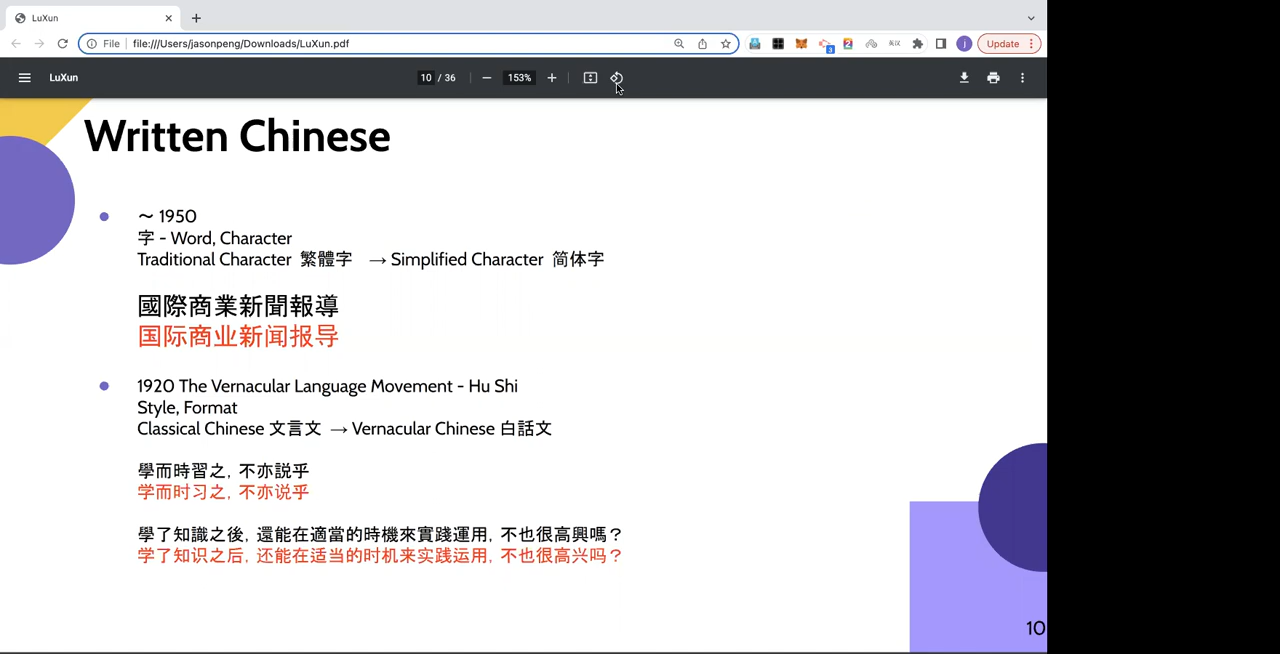 LuXun
File
file:///Users/jasonpeng/Downloads/LuXun.pdf
Update
LuXun
10 / 36
153%
Written Chinese
～ 1950
字 - Word, Character
Traditional Character 繁體字 → Simplified Character 简体字
國際商業新聞報導
国际商业新闻报导
1920 The Vernacular Language Movement - Hu Shi
Style, Format
Classical Chinese 文言文 → Vernacular Chinese 白話文
學而時習之, 不亦説乎
学而时习之, 不亦说乎
學了知識之後, 還能在適當的時機來實踐運用, 不也很高興嗎?
学了知识之后, 还能在适当的时机来实践运用, 不也很高兴吗?
10